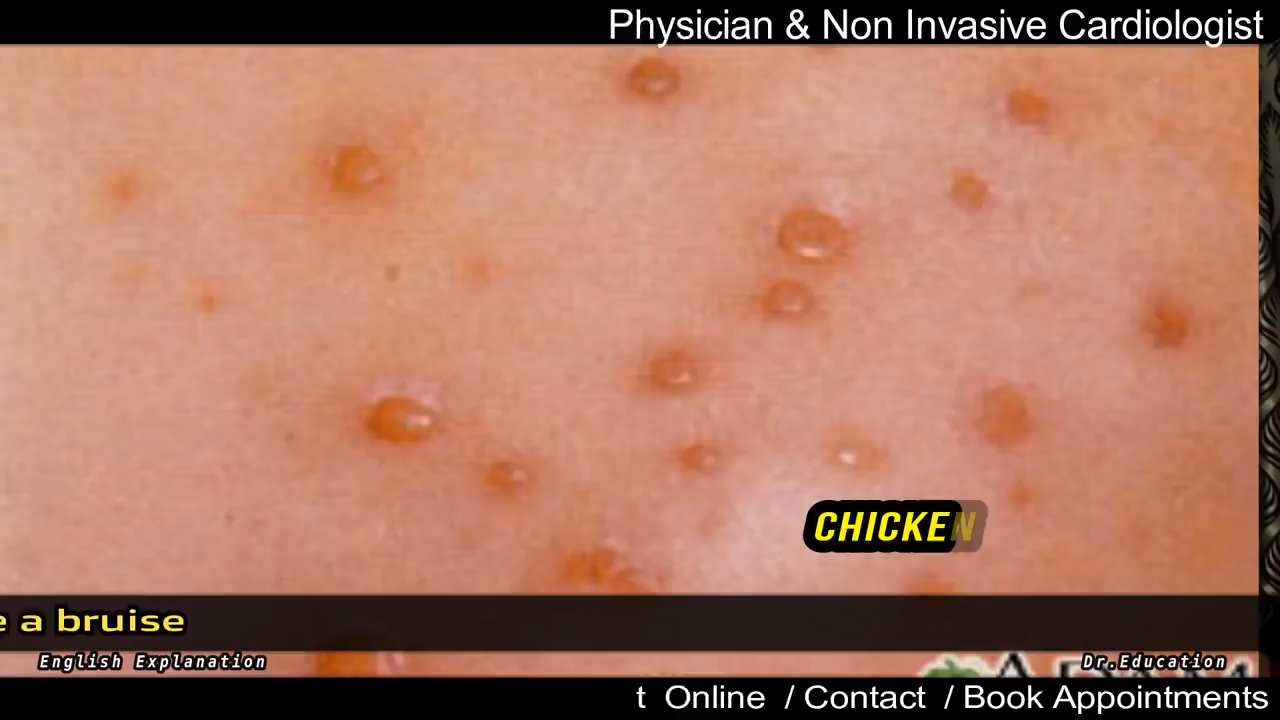 Physician & Non Invasive Cardiologist
CHICKEN
e a bruise
English Explanation
Dr.Education
t Online / Contact / Book Appointments